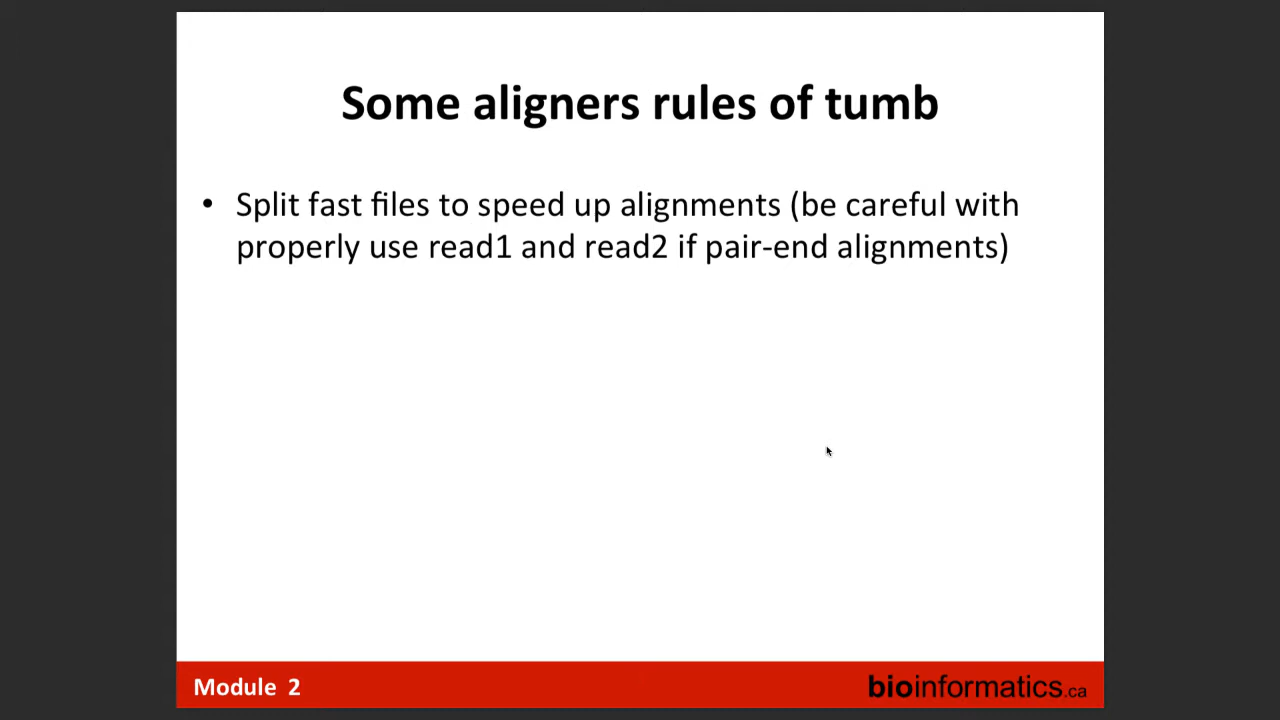 Some aligners rules of tumb
• Split fast files to speed up alignments (be careful with
properly use read1 and read2 if pair-end alignments)
Module 2
bioinformatics.ca